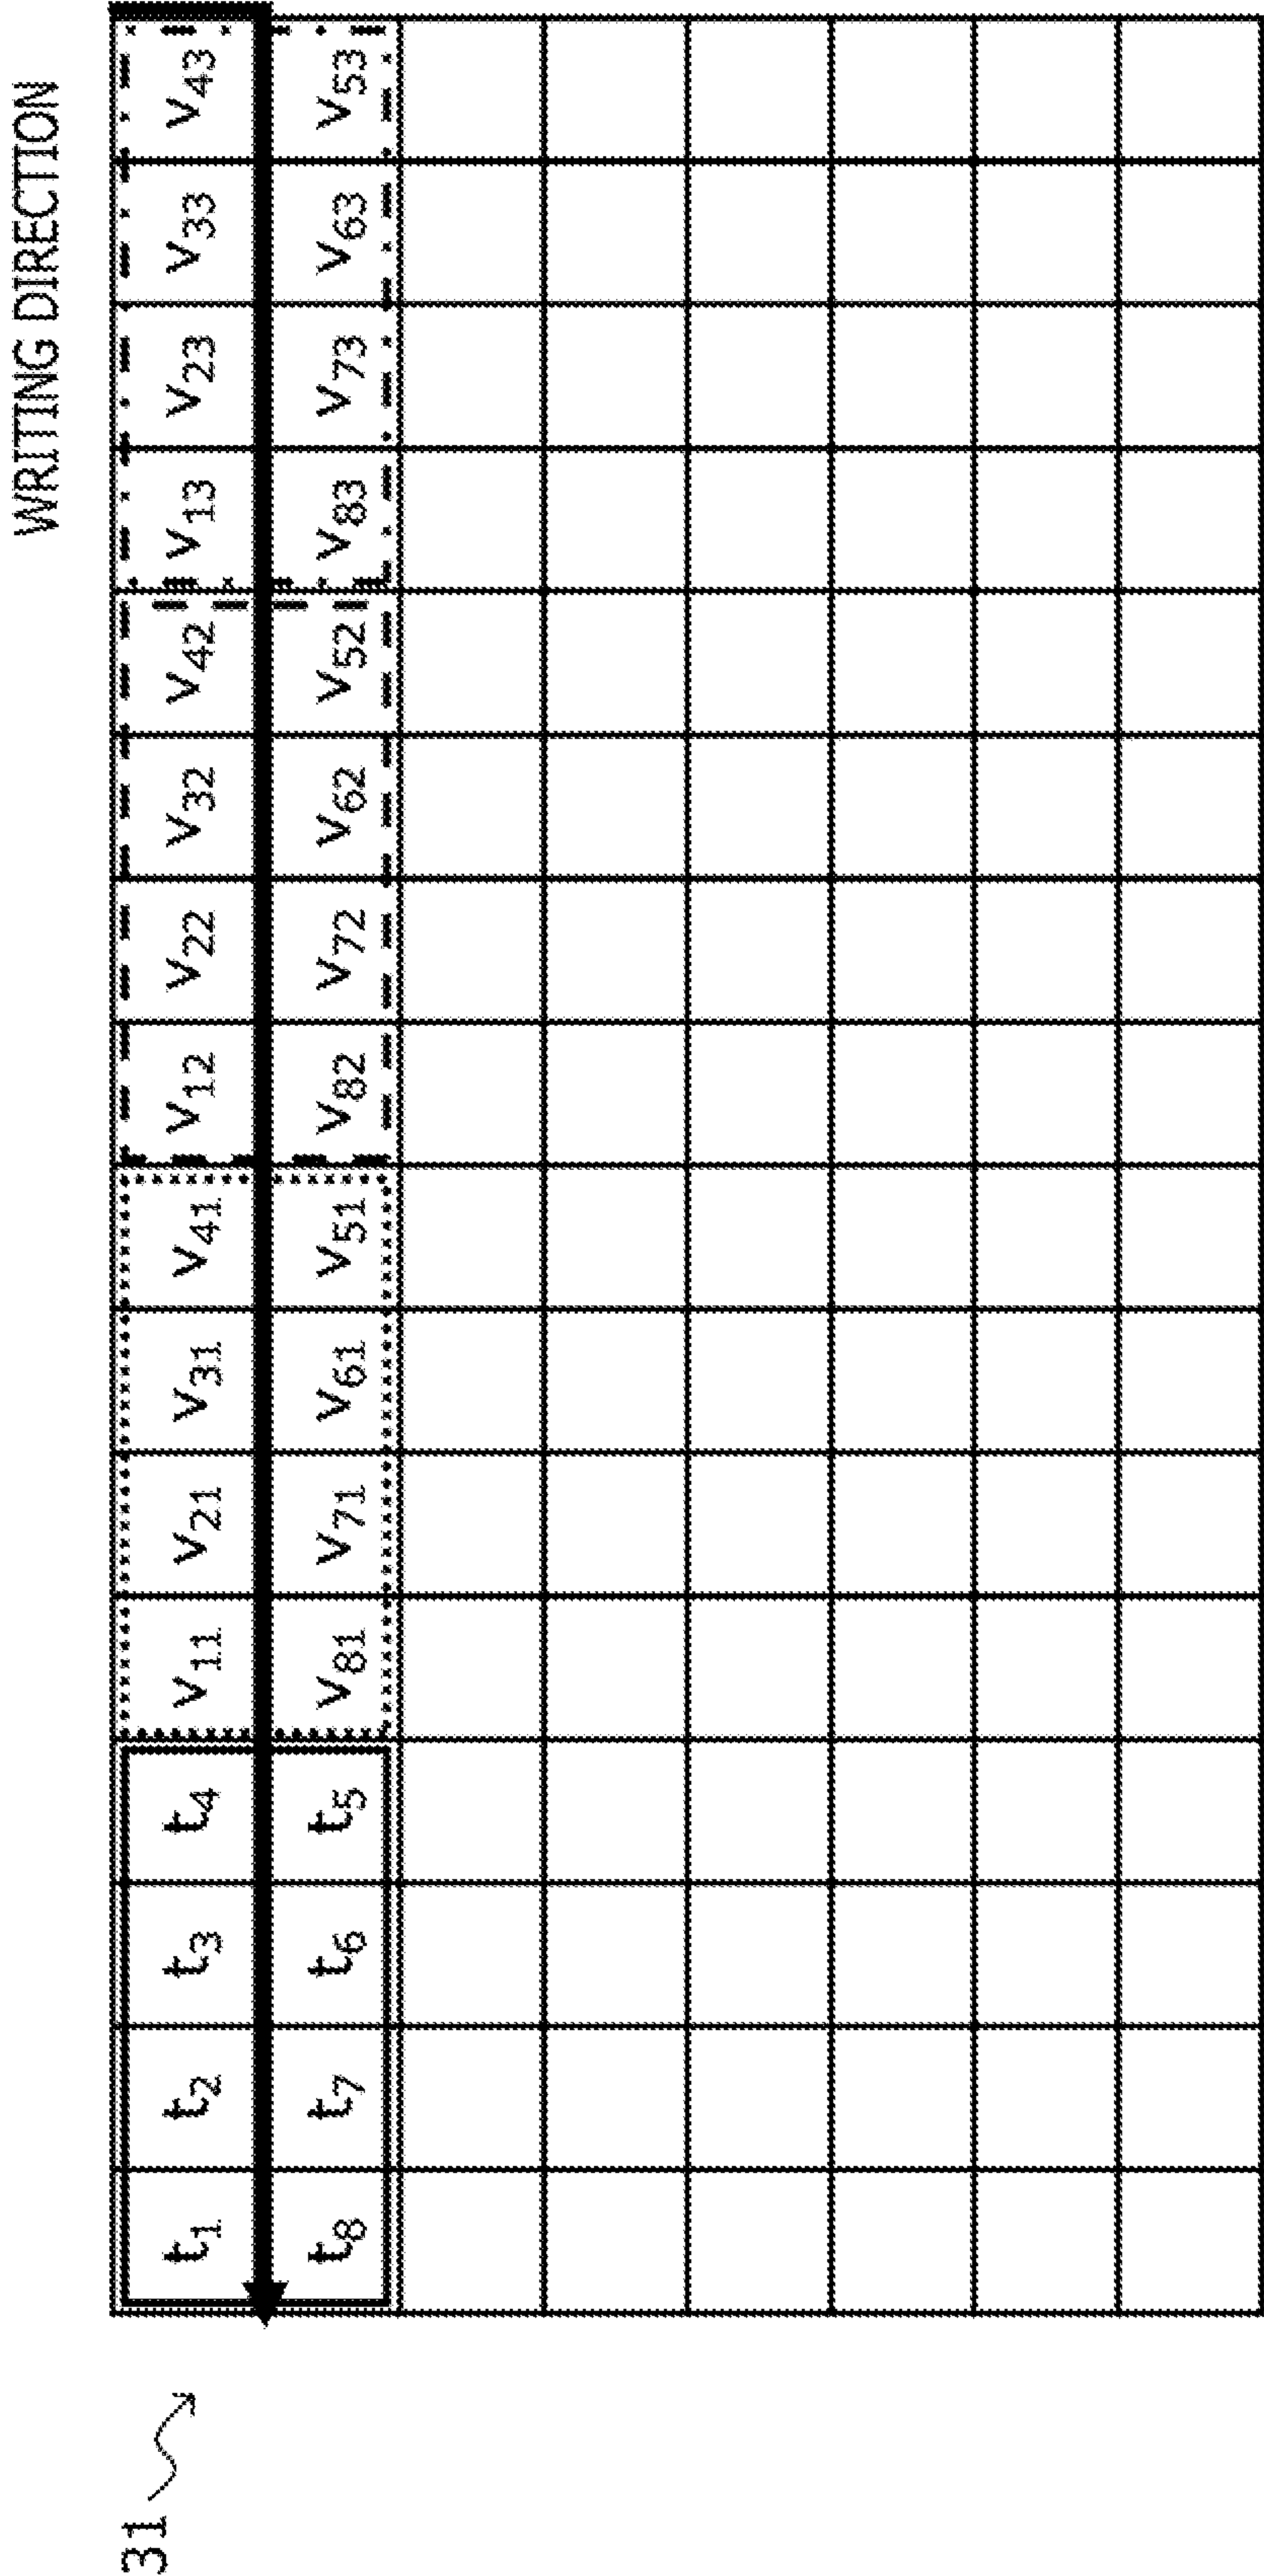 WRITING DIRECTION
31
t1 t2 t3 t4 v11 v21 v31 v41 v12 v22 v32 v42 v13 v23 v33 v43
t8 t7 t6 t5 v81 v71 v61 v51 v82 v72 v62 v52 v83 v73 v63 v53